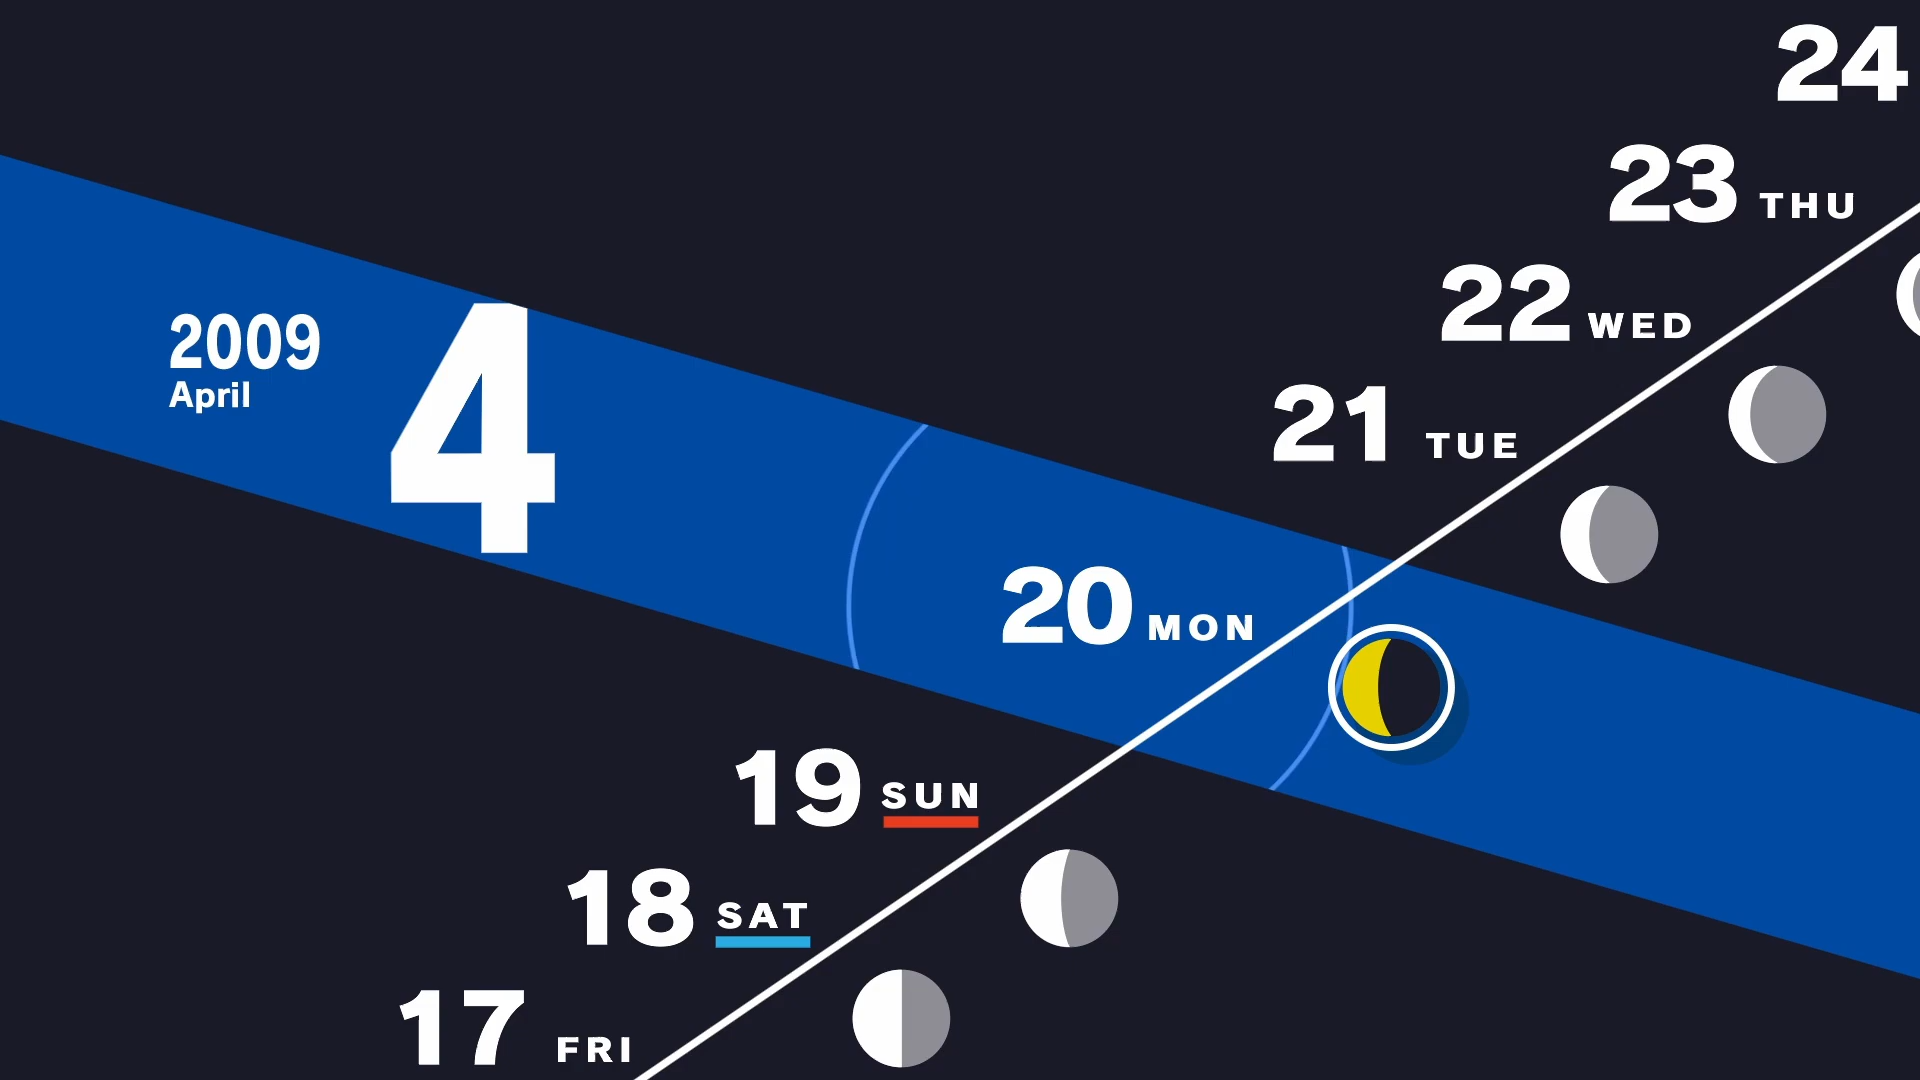 24
23 THU
22 WED
21 TUE
2009
April
4
20 MON
19 SUN
18 SAT
17 FRI